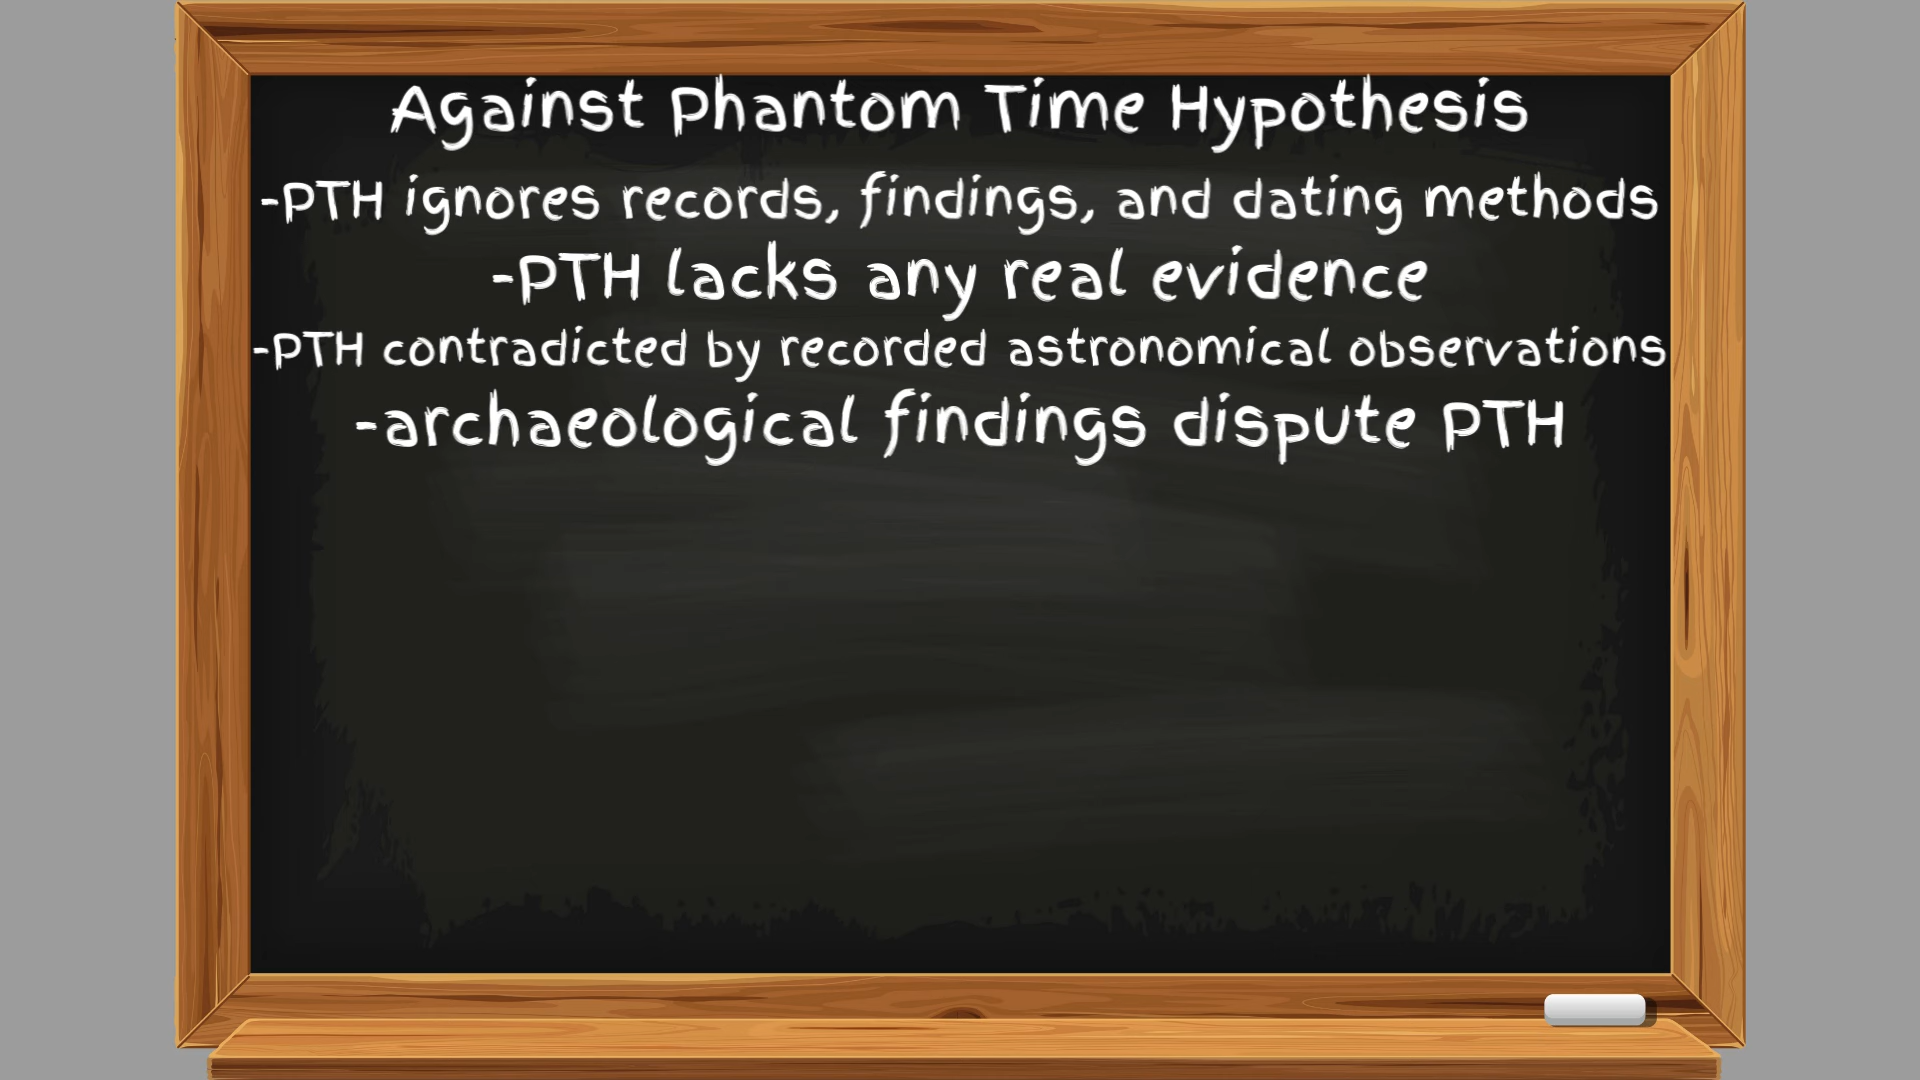 Against Phantom Time Hypothesis
-PTH ignores records, findings, and dating methods
-PTH lacks any real evidence
-PTH contradicted by recorded astronomical observations
-archaeological findings dispute PTH